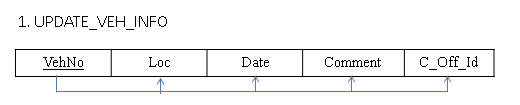 1. UPDATE_VEH_INFO
VehNo Loc Date Comment C_Off_Id